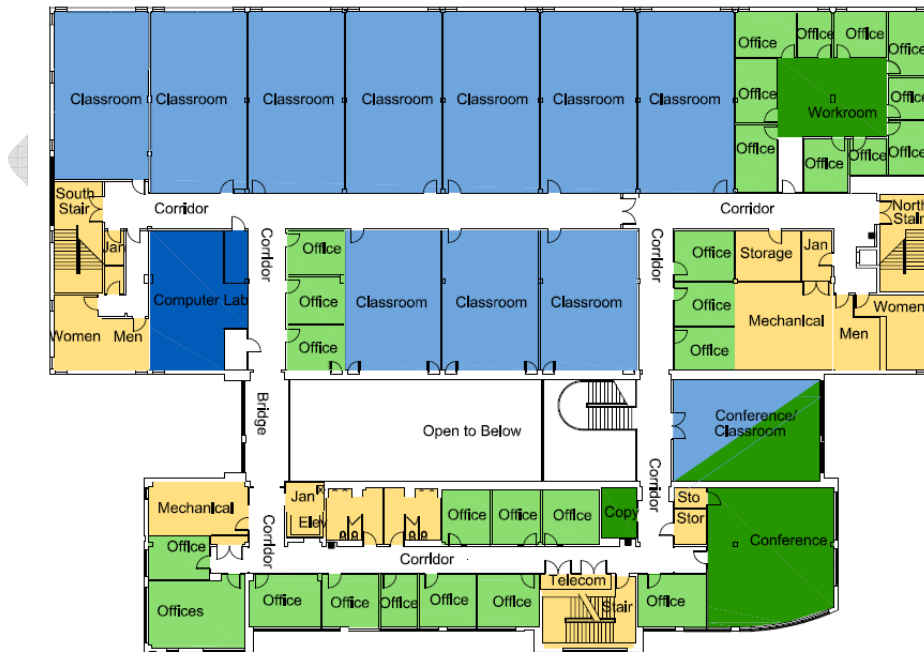 Office
Office
Office
Office
Classroom
Classroom
Classroom
Classroom
Classroom
Classroom
Classroom
Office
Workroom
Office
Office
Office
Office
Office
Office
South
Stair
Corridor
Corridor
North
Stair
Jan
Corridor
Office
Corridor
Office
Storage
Jan
Computer Lab
Office
Classroom
Classroom
Classroom
Office
Mechanical
Women
Women
Men
Office
Office
Men
Bridge
Open to Below
Conference/
Classroom
Corridor
Mechanical
Jan
Elev
Office
Office
Office
Copy
Sto
Stor
Conference
Corridor
Office
Corridor
Telecom
Offices
Office
Office
Office
Office
Office
Stair
Office